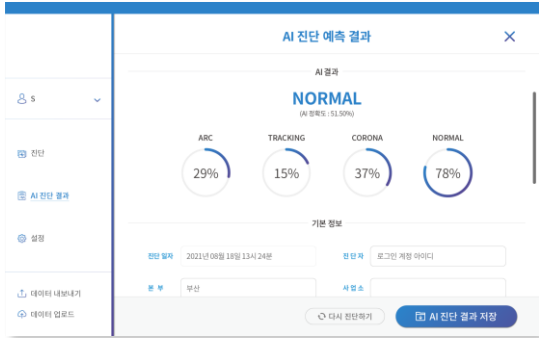 AI 진단 예측 결과
S
진단
AI 진단 결과
설정
데이터 내보내기
데이터 업로드
AI 결과
NORMAL
(AI 정확도 : 51.50%)
ARC TRACKING CORONA NORMAL
29% 15% 37% 78%
기본 정보
진단 일자 2021년 08월 18일 13시 24분 진 단 자 로그인 계정 아이디
본 부 부산 사 업 소
다시 진단하기 AI 진단 결과 저장